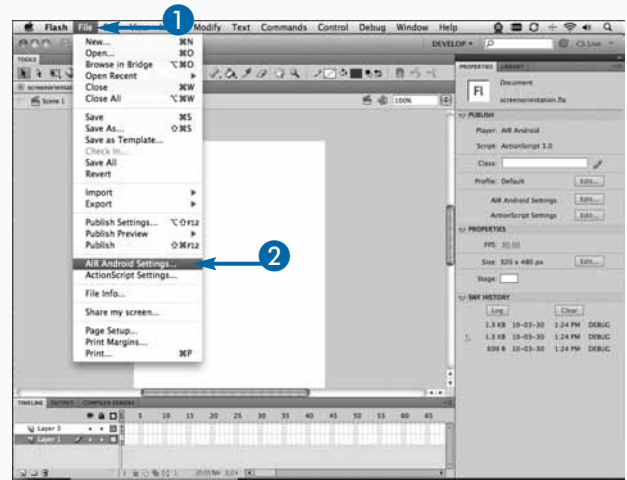 1
Flash File Modify Text Commands Control Debug Window Help
DEVELOP
CS Live
TOOLS
New... ⌘N
Open... ⌘O
Browse in Bridge ⌥⌘O
Open Recent
Close ⌘W
Close All ⌥⌘W
Save ⌘S
Save As... ⇧⌘S
Save as Template...
Check In...
Save All
Revert
Import
Export
Publish Settings... ⌥⇧F12
Publish Preview
Publish ⇧⌘F12
AIR Android Settings...
2
ActionScript Settings...
File Info...
Share my screen...
Page Setup...
Print Margins...
Print... ⌘P
Scene 1
100%
PROPERTIES LIBRARY
Fl
Document
screenorientation.fla
PUBLISH
Player: AIR Android
Script: ActionScript 3.0
Class:
Profile: Default Edit...
AIR Android Settings Edit...
ActionScript Settings Edit...
PROPERTIES
FPS: 30.00
Size: 320 x 480 px Edit...
Stage:
SWF HISTORY
Log Clear
1.3 KB 10-03-30 1:24 PM DEBUG
1.3 KB 10-03-30 1:24 PM DEBUG
699 B 10-03-30 1:24 PM DEBUG
TIMELINE OUTPUT COMPILER ERRORS
5 10 15 20 25 30 35 40 45 50 55 60 65
Layer 3
Layer 1